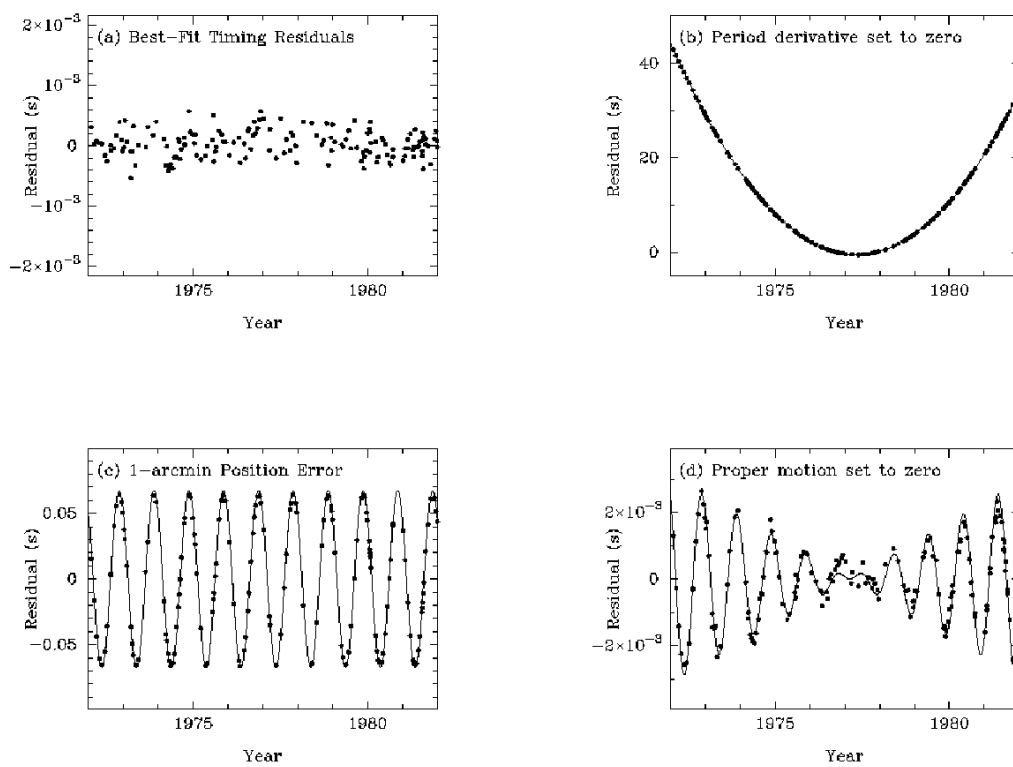 (a) Best-Fit Timing Residuals
2×10⁻³
10⁻³
0
-10⁻³
-2×10⁻³
Residual (s)
1975 1980
Year
(b) Period derivative set to zero
40
20
0
Residual (s)
1975 1980
Year
(c) 1-arcmin Position Error
0.05
0
-0.05
Residual (s)
1975 1980
Year
(d) Proper motion set to zero
2×10⁻³
0
-2×10⁻³
Residual (s)
1975 1980
Year